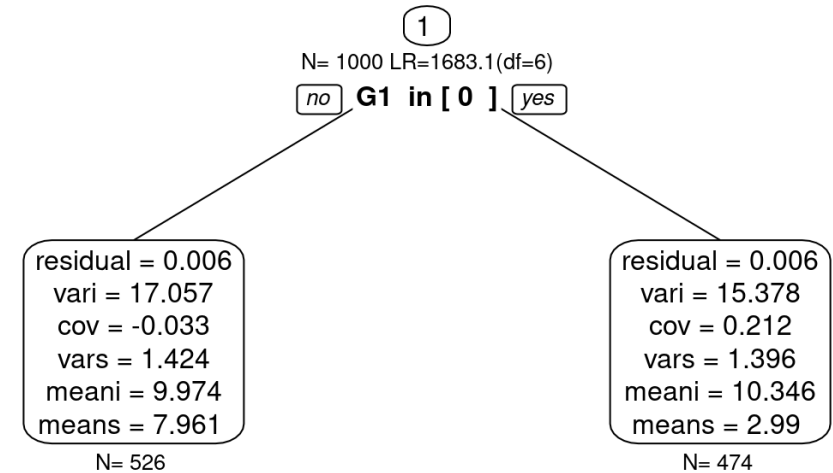 1
N= 1000 LR=1683.1(df=6)
no G1 in [ 0 ] yes
residual = 0.006
vari = 17.057
cov = -0.033
vars = 1.424
meani = 9.974
means = 7.961
N= 526
residual = 0.006
vari = 15.378
cov = 0.212
vars = 1.396
meani = 10.346
means = 2.99
N= 474